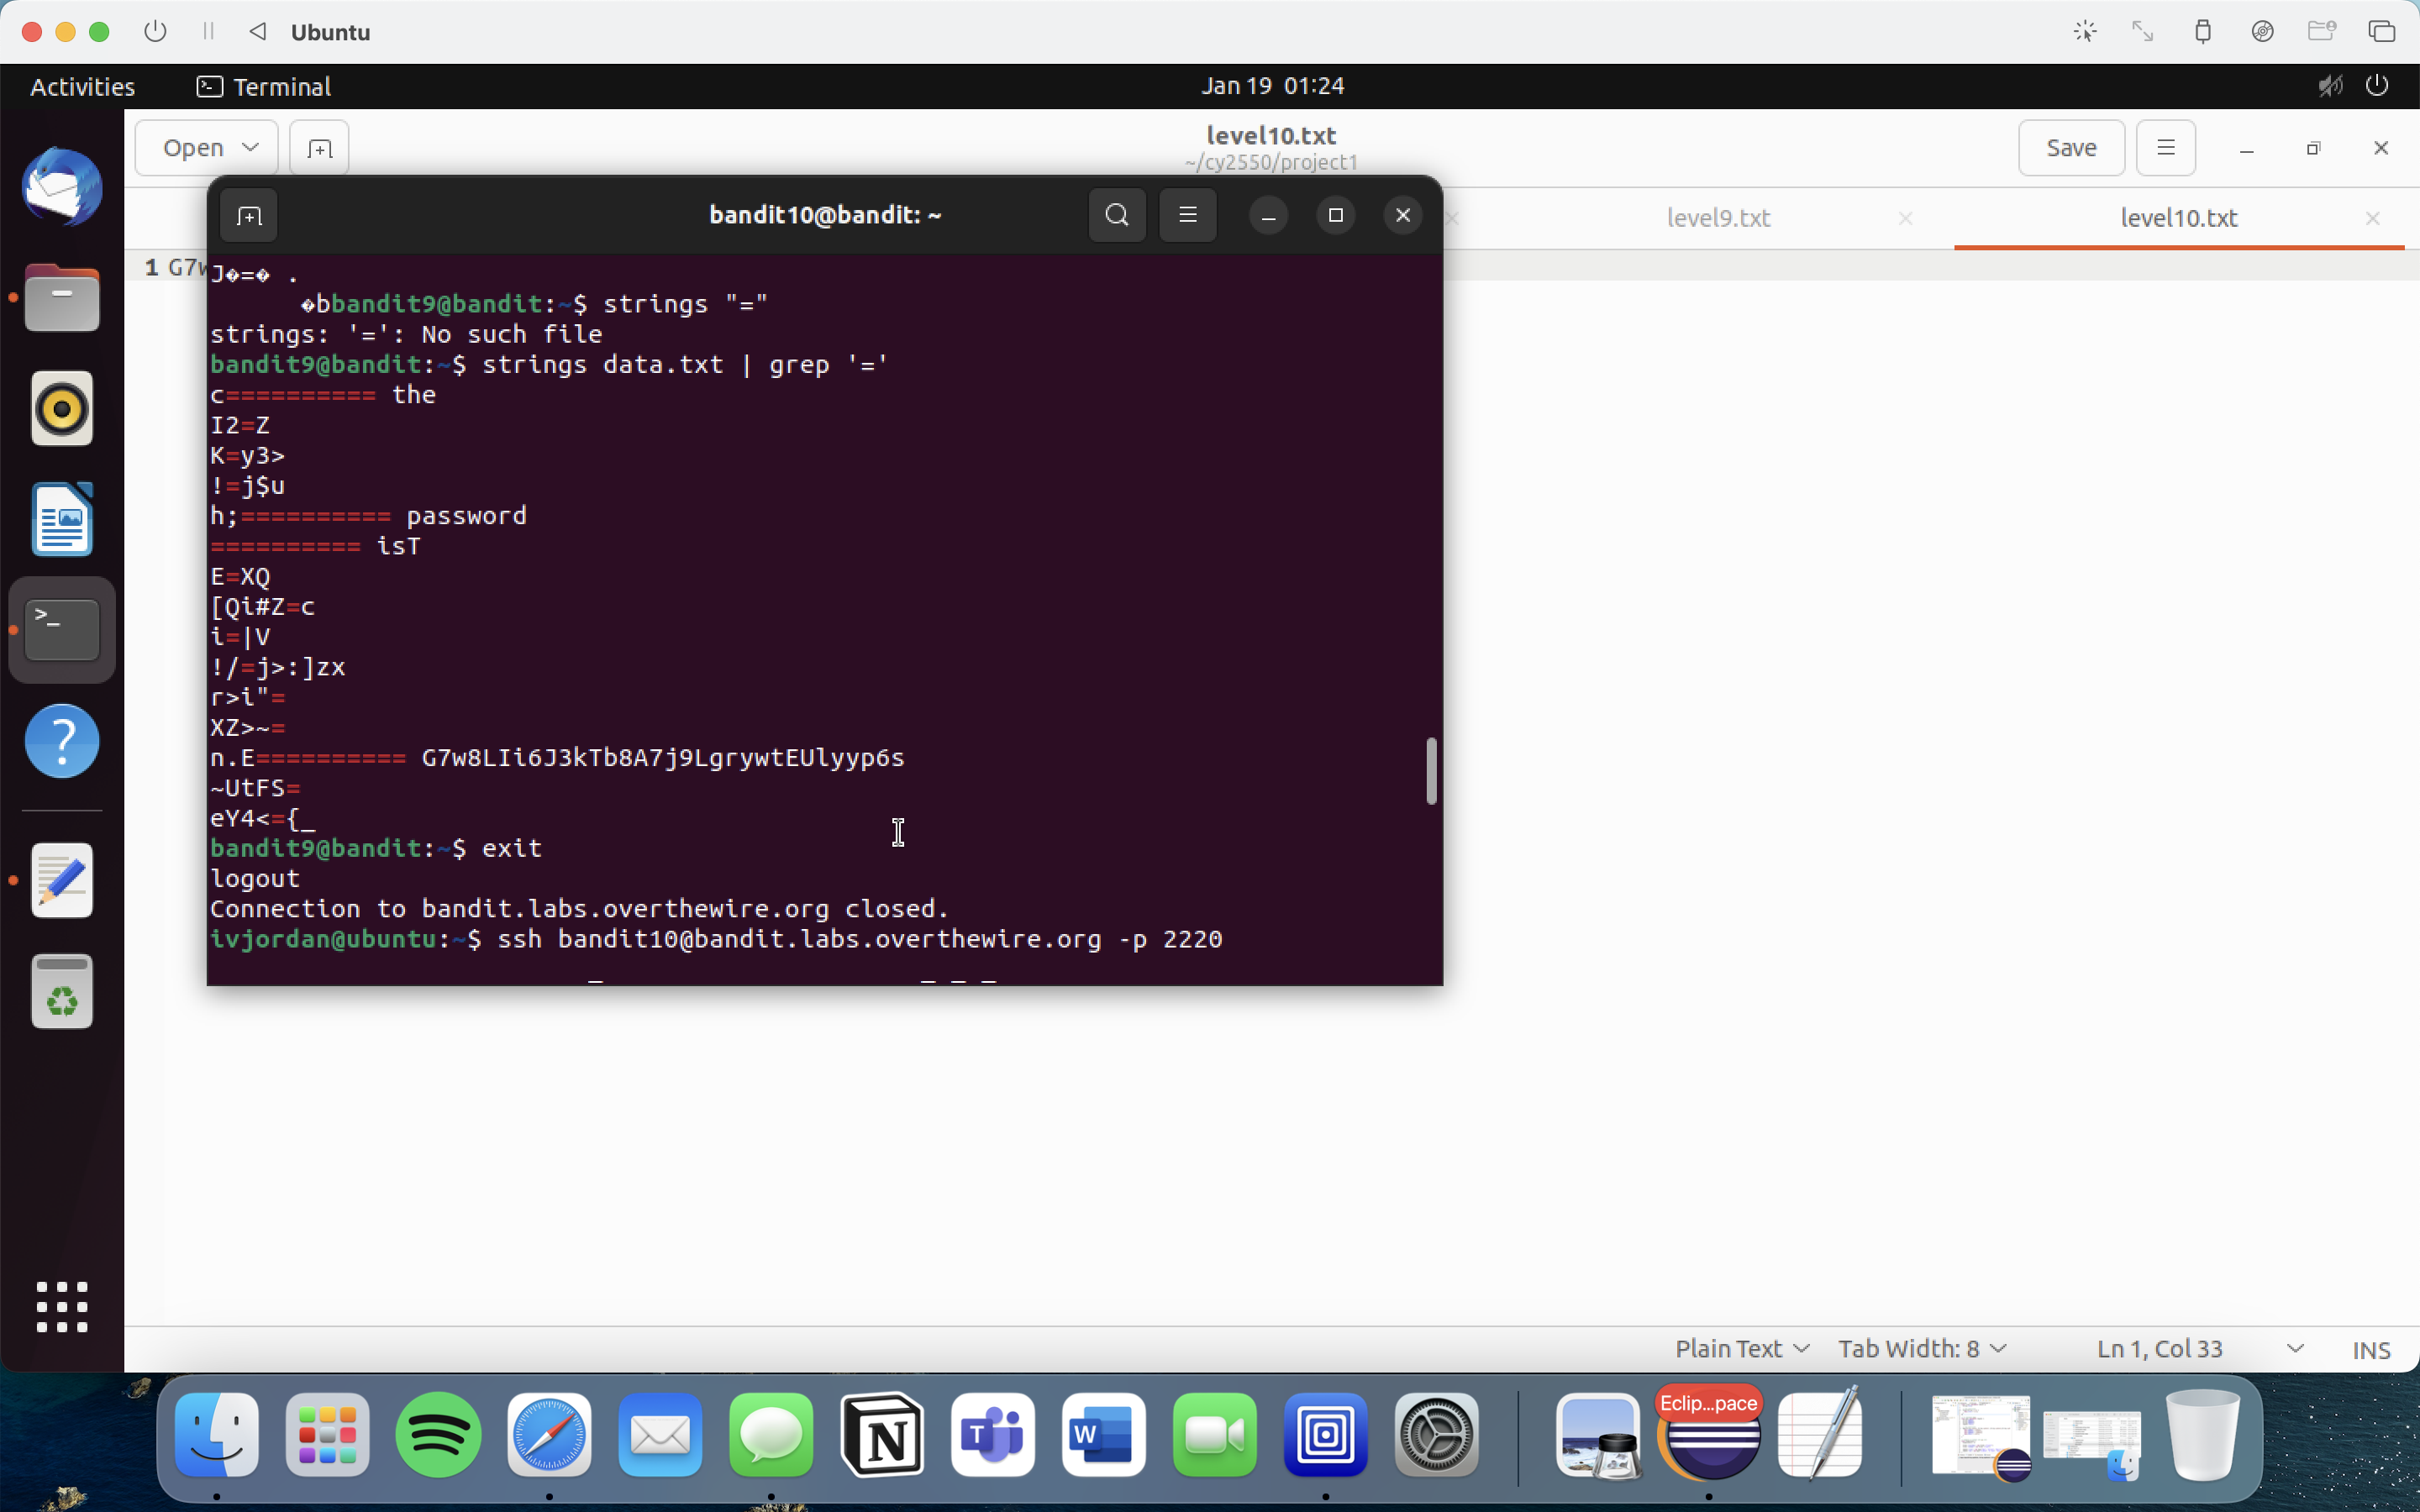 Ubuntu
Activities
Terminal
Jan 19 01:24
Open
level10.txt
~/cy2550/project1
Save
level9.txt
level10.txt
1 G7w
bandit10@bandit: ~
J�=� .
�bbandit9@bandit:~$ strings "="
strings: '=': No such file
bandit9@bandit:~$ strings data.txt | grep '='
c========== the
I2=Z
K=y3>
!=j$u
h;========== password
========== isT
E=XQ
[Qi#Z=c
i=|V
!/=j>:]zx
r>i"=
XZ>~=
n.E========== G7w8LIi6J3kTb8A7j9LgrywtEUlyyp6s
~UtFS=
eY4<={_
bandit9@bandit:~$ exit
logout
Connection to bandit.labs.overthewire.org closed.
ivjordan@ubuntu:~$ ssh bandit10@bandit.labs.overthewire.org -p 2220
Plain Text
Tab Width: 8
Ln 1, Col 33
INS
Eclip...pace